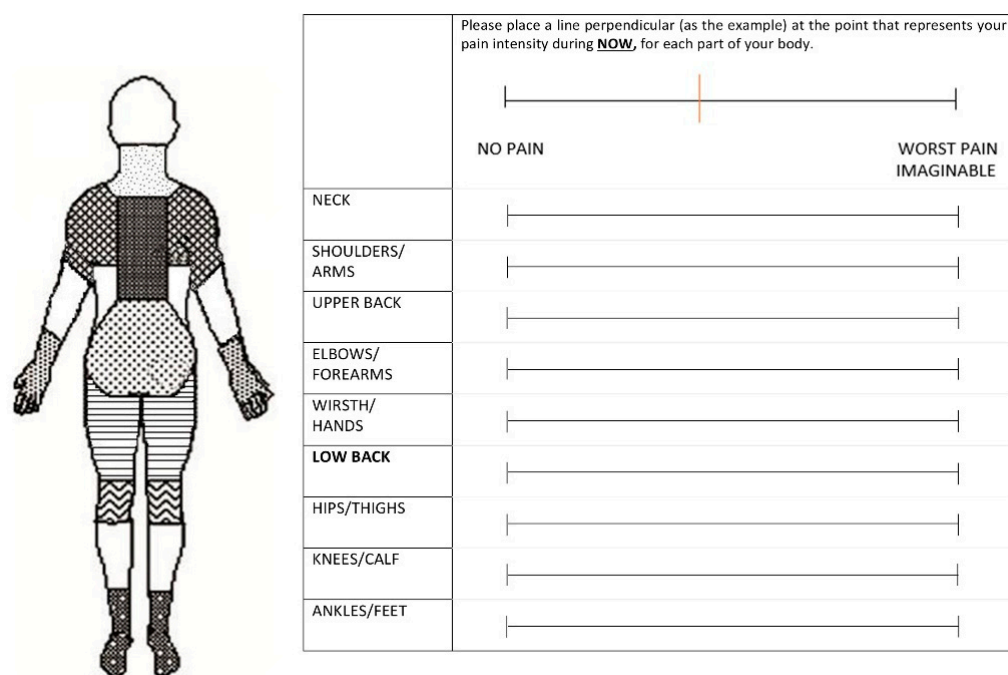 Please place a line perpendicular (as the example) at the point that represents your
pain intensity during NOW, for each part of your body.
NO PAIN
WORST PAIN
IMAGINABLE
NECK
SHOULDERS/
ARMS
UPPER BACK
ELBOWS/
FOREARMS
WIRSTH/
HANDS
LOW BACK
HIPS/THIGHS
KNEES/CALF
ANKLES/FEET